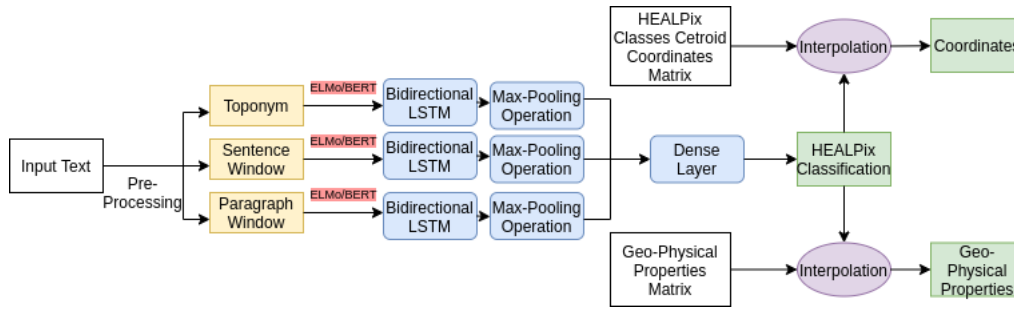 HEALPix
Classes Cetroid
Coordinates
Matrix
Interpolation
Coordinates
Toponym
ELMo/BERT
Bidirectional
LSTM
Max-Pooling
Operation
Input Text
Pre-
Processing
Sentence
Window
ELMo/BERT
Bidirectional
LSTM
Max-Pooling
Operation
Dense
Layer
HEALPix
Classification
Paragraph
Window
ELMo/BERT
Bidirectional
LSTM
Max-Pooling
Operation
Geo-Physical
Properties
Matrix
Interpolation
Geo-
Physical
Properties